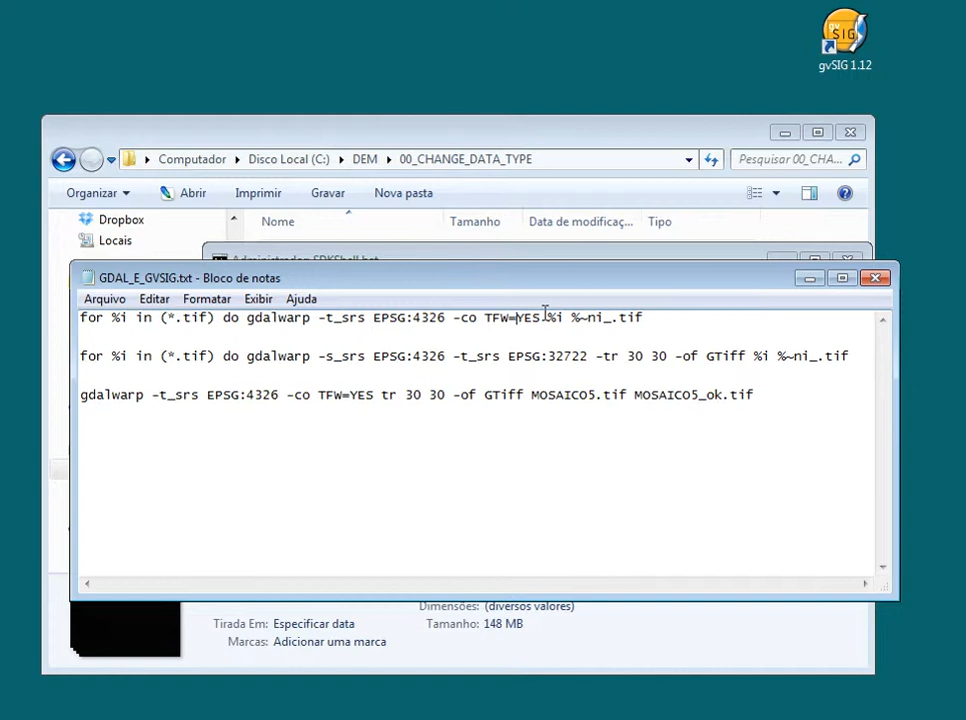 gv
SIG
gvSIG 1.12
Computador Disco Local (C:) DEM 00_CHANGE_DATA_TYPE
Pesquisar 00_CHA...
Organizar Abrir Imprimir Gravar Nova pasta
Dropbox
Nome Tamanho Data de modificaç... Tipo
Locais
Administrador: SDKShell.bat
GDAL_E_GVSIG.txt - Bloco de notas
Arquivo Editar Formatar Exibir Ajuda
for %i in (*.tif) do gdalwarp -t_srs EPSG:4326 -co TFW=YES %i %~ni_.tif
for %i in (*.tif) do gdalwarp -s_srs EPSG:4326 -t_srs EPSG:32722 -tr 30 30 -of GTiff %i %~ni_.tif
gdalwarp -t_srs EPSG:4326 -co TFW=YES tr 30 30 -of GTiff MOSAICO5.tif MOSAICO5_ok.tif
Dimensões: (diversos valores)
Tirada Em: Especificar data Tamanho: 148 MB
Marcas: Adicionar uma marca